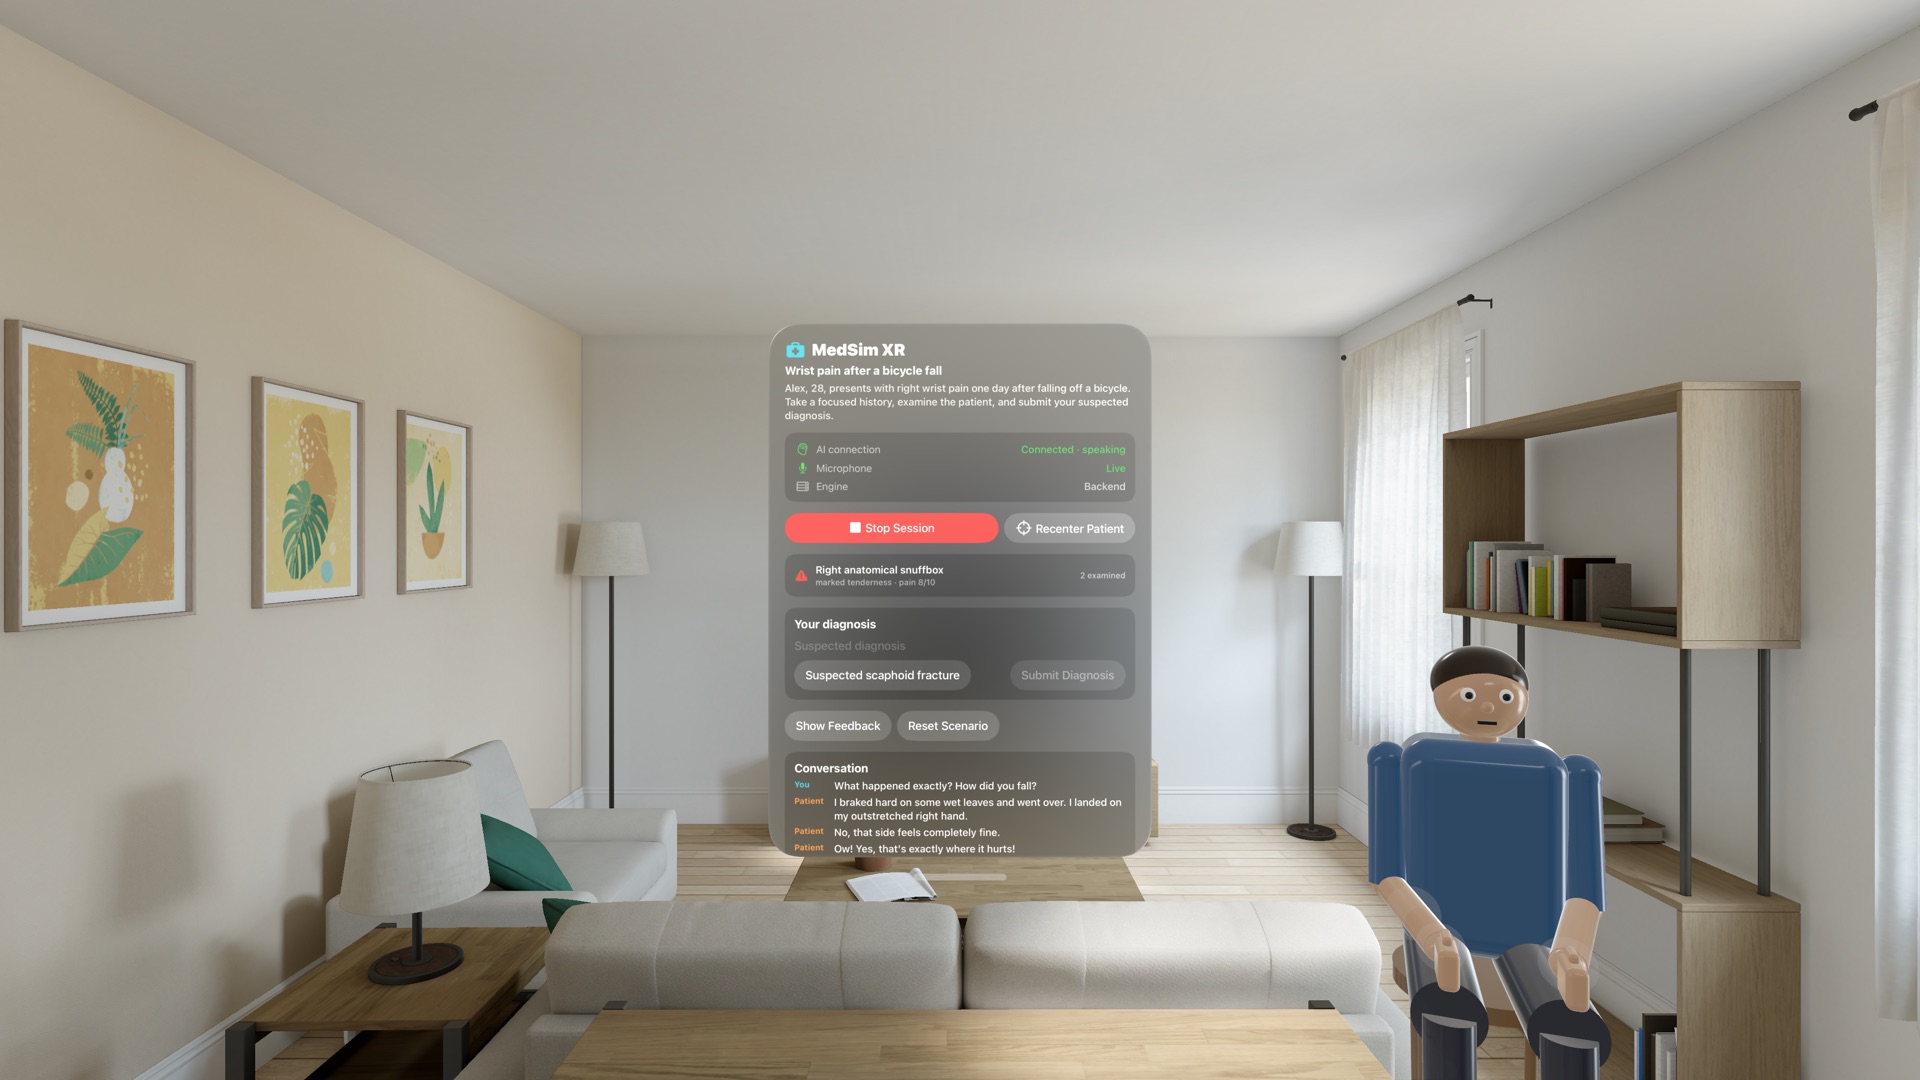 MedSim XR
Wrist pain after a bicycle fall
Alex, 28, presents with right wrist pain one day after falling off a bicycle.
Take a focused history, examine the patient, and submit your suspected
diagnosis.
AI connection
Connected · speaking
Microphone
Live
Engine
Backend
Stop Session
Recenter Patient
Right anatomical snuffbox
marked tenderness · pain 8/10
2 examined
Your diagnosis
Suspected diagnosis
Suspected scaphoid fracture
Submit Diagnosis
Show Feedback
Reset Scenario
Conversation
You What happened exactly? How did you fall?
Patient I braked hard on some wet leaves and went over. I landed on
my outstretched right hand.
Patient No, that side feels completely fine.
Patient Ow! Yes, that's exactly where it hurts!